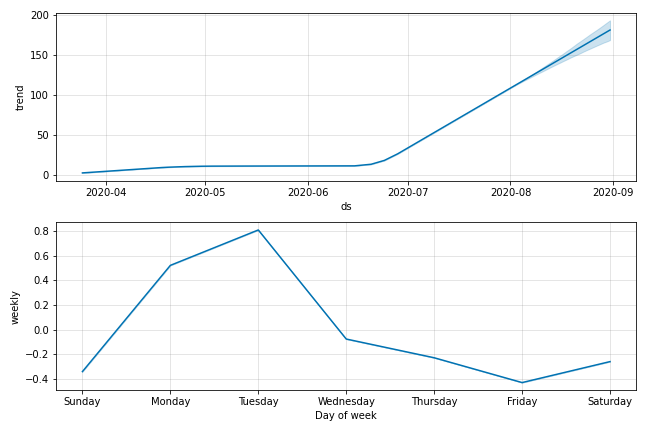 200
150
100
50
0
trend
2020-04 2020-05 2020-06 2020-07 2020-08 2020-09
ds
0.8
0.6
0.4
0.2
0.0
−0.2
−0.4
weekly
Sunday Monday Tuesday Wednesday Thursday Friday Saturday
Day of week